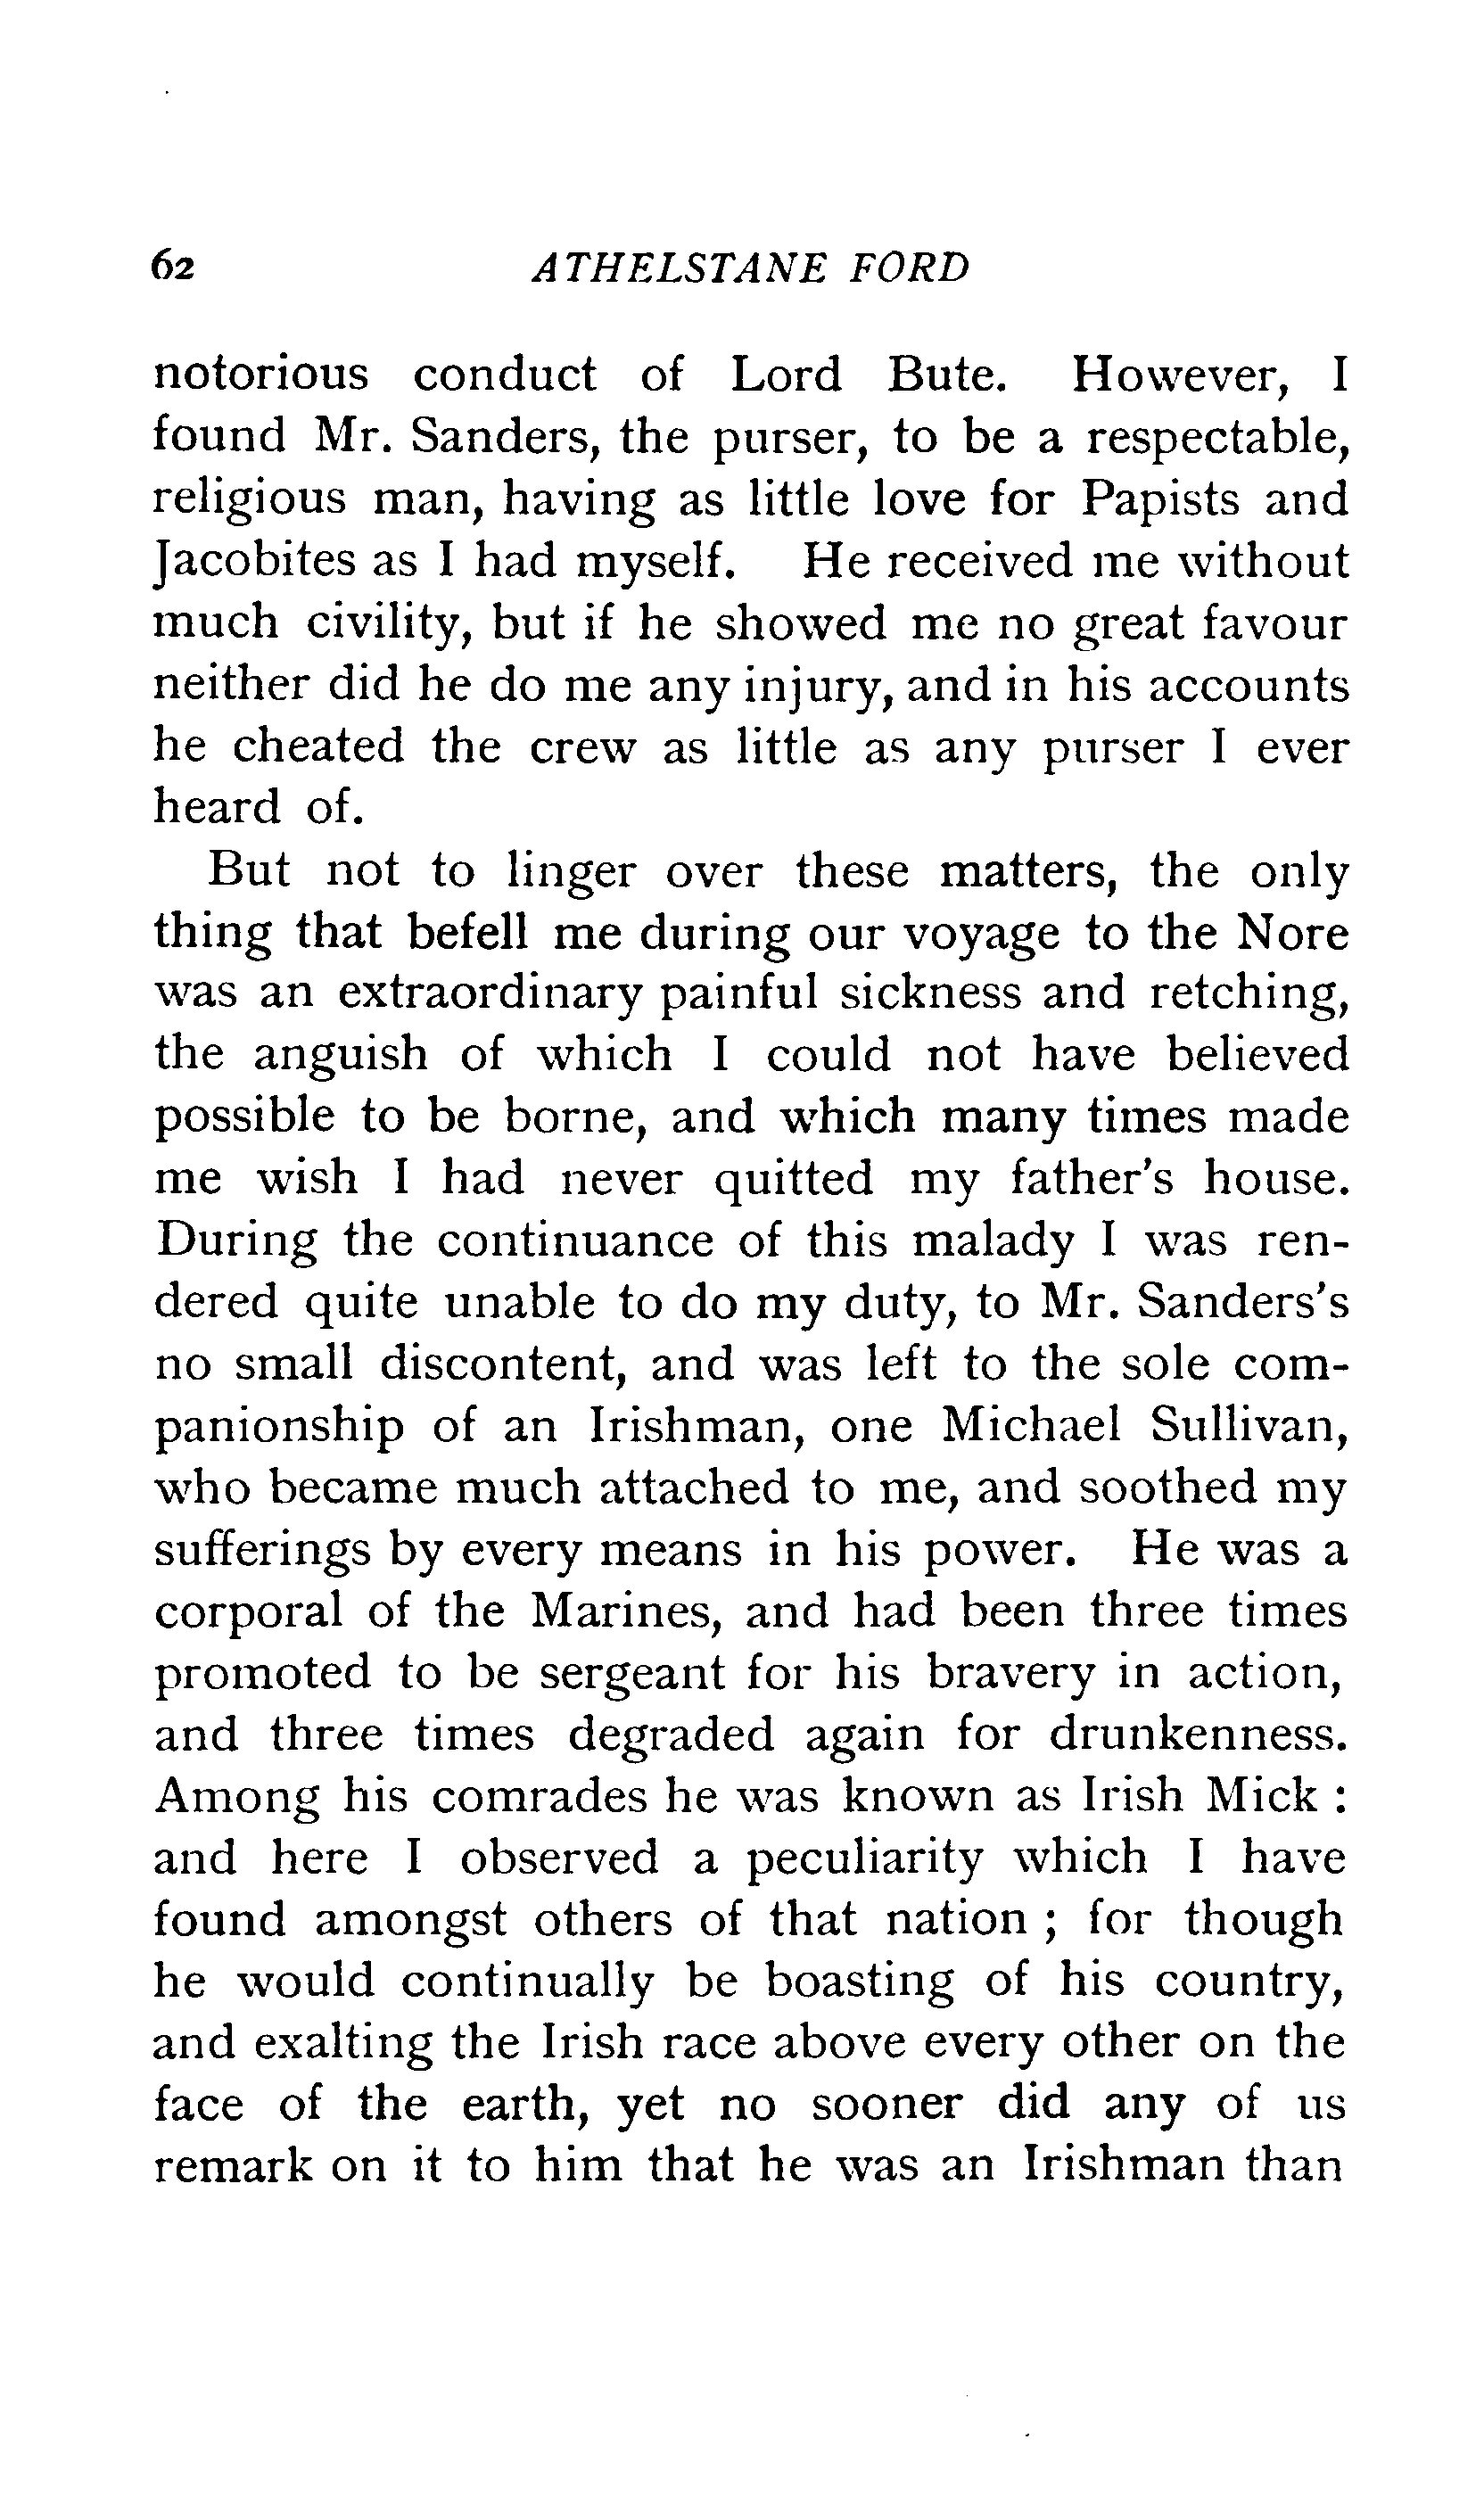 62 ATHELSTANE FORD
notorious conduct of Lord Bute. However, I
found Mr. Sanders, the purser, to be a respectable,
religious man, having as little love for Papists and
Jacobites as I had myself. He received me without
much civility, but if he showed me no great favour
neither did he do me any injury, and in his accounts
he cheated the crew as little as any purser I ever
heard of.
But not to linger over these matters, the only
thing that befell me during our voyage to the Nore
was an extraordinary painful sickness and retching,
the anguish of which I could not have believed
possible to be borne, and which many times made
me wish I had never quitted my father's house.
During the continuance of this malady I was ren-
dered quite unable to do my duty, to Mr. Sanders's
no small discontent, and was left to the sole com-
panionship of an Irishman, one Michael Sullivan,
who became much attached to me, and soothed my
sufferings by every means in his power. He was a
corporal of the Marines, and had been three times
promoted to be sergeant for his bravery in action,
and three times degraded again for drunkenness.
Among his comrades he was known as Irish Mick :
and here I observed a peculiarity which I have
found amongst others of that nation ; for though
he would continually be boasting of his country,
and exalting the Irish race above every other on the
face of the earth, yet no sooner did any of us
remark on it to him that he was an Irishman than